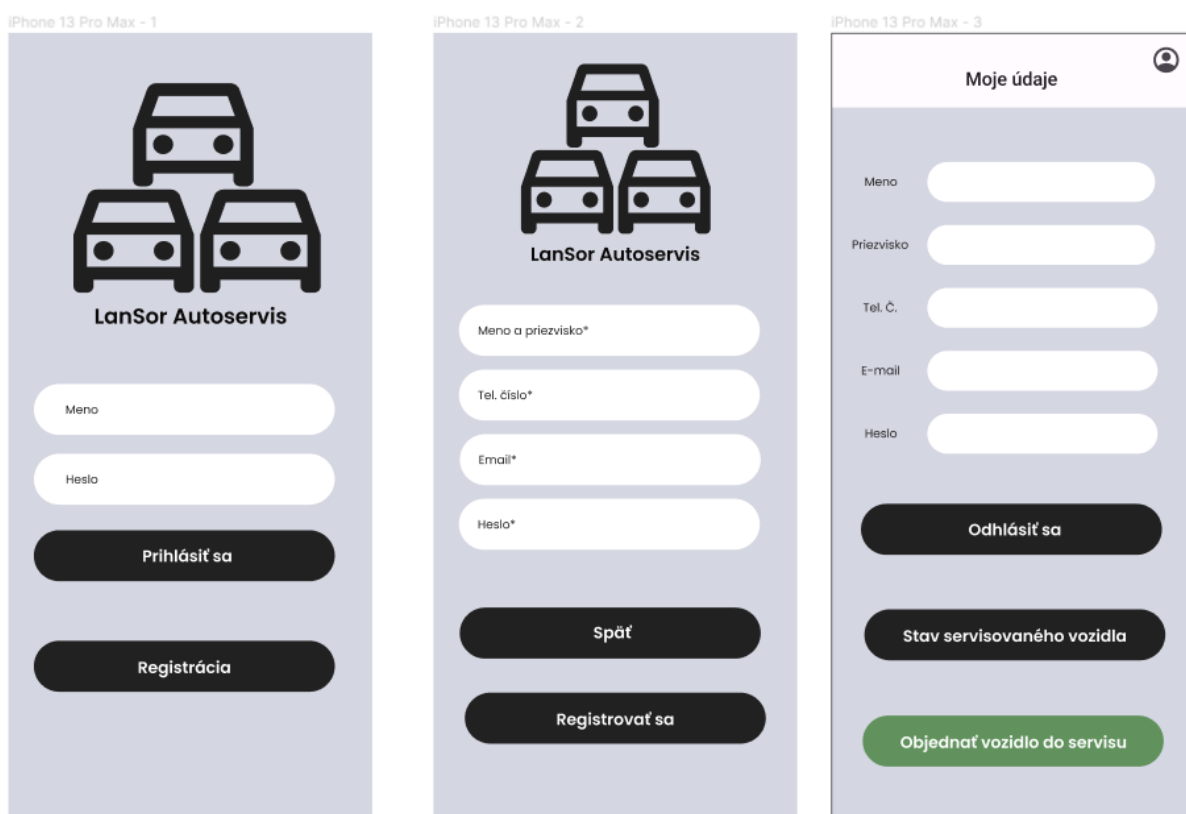 iPhone 13 Pro Max - 1
LanSor Autoservis
Meno
Heslo
Prihlásiť sa
Registrácia
iPhone 13 Pro Max - 2
LanSor Autoservis
Meno a priezvisko*
Tel. číslo*
Email*
Heslo*
Späť
Registrovať sa
iPhone 13 Pro Max - 3
Moje údaje
Meno
Priezvisko
Tel. Č.
E-mail
Heslo
Odhlásiť sa
Stav servisovaného vozidla
Objednať vozidlo do servisu